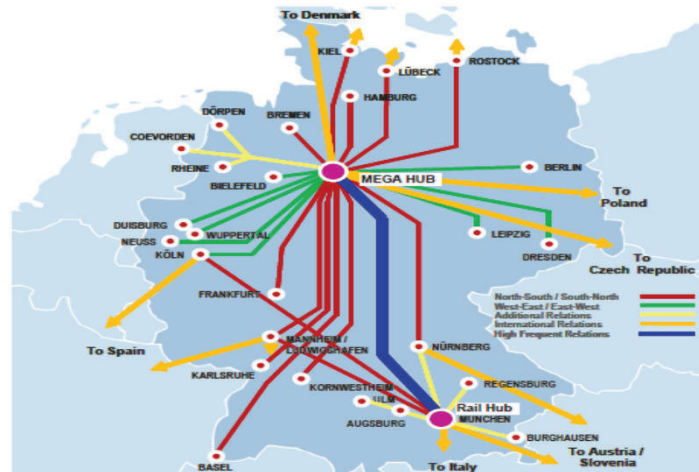 To Denmark
KIEL
LÜBECK
ROSTOCK
HAMBURG
DÖRPEN
BREMEN
COEVORDEN
RHEINE
BIELEFELD
MEGA HUB
BERLIN
To
Poland
DUISBURG
WUPPERTAL
NEUSS
KÖLN
LEIPZIG
DRESDEN
To
Czech Republic
FRANKFURT
North-South / South-North
West-East / East-West
Additional Relations
International Relations
High Frequent Relations
To Spain
MANNHEIM /
LUDWIGSHAFEN
NÜRNBERG
KARLSRUHE
KORNWESTHEIM
REGENSBURG
ULM
Rail Hub
MÜNCHEN
AUGSBURG
BURGHAUSEN
BASEL
To Italy
To Austria /
Slovenia